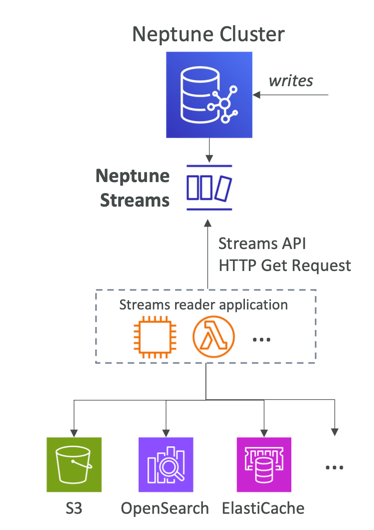 Neptune Cluster
writes
Neptune
Streams
Streams API
HTTP Get Request
Streams reader application
...
S3
OpenSearch
ElastiCache
...